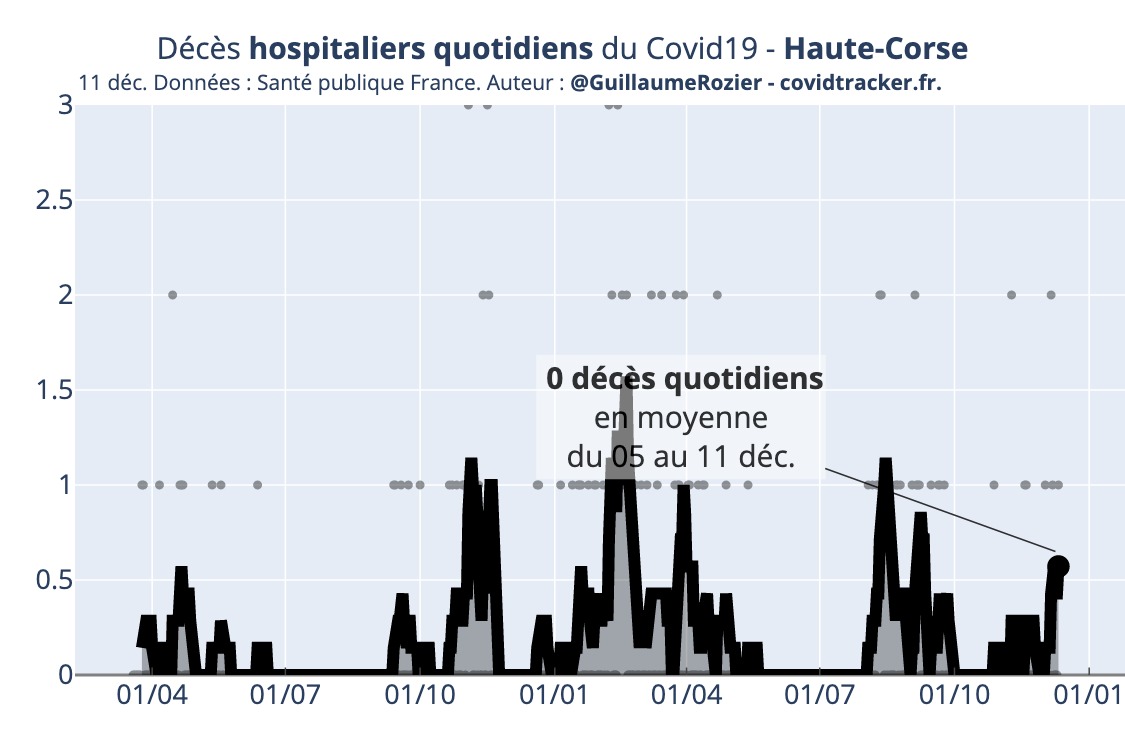 Décès hospitaliers quotidiens du Covid19 - Haute-Corse
11 déc. Données : Santé publique France. Auteur : @GuillaumeRozier - covidtracker.fr.
3
2.5
2
1.5
1
0.5
0
0 décès quotidiens
en moyenne
du 05 au 11 déc.
01/04 01/07 01/10 01/01 01/04 01/07 01/10 01/01